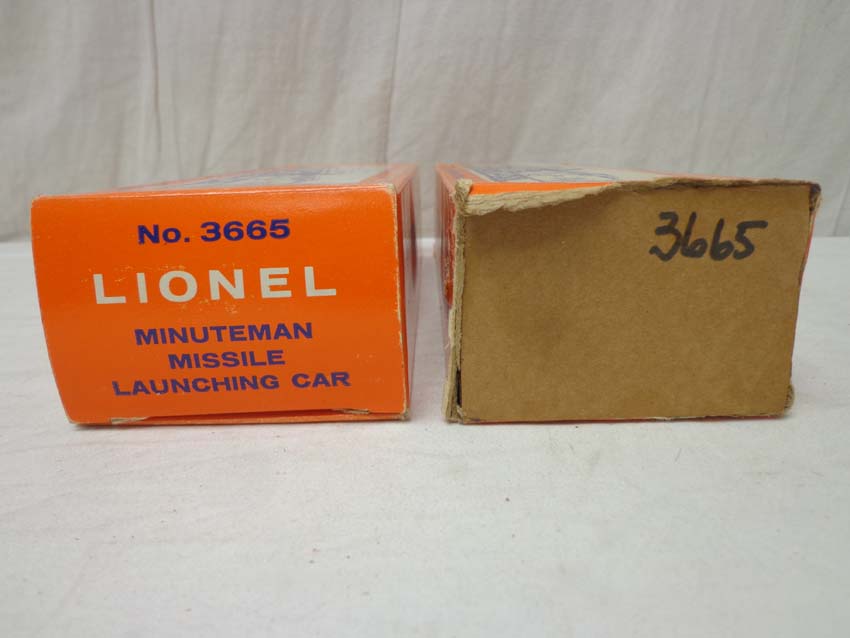 No. 3665
LIONEL
MINUTEMAN
MISSILE
LAUNCHING CAR
3665